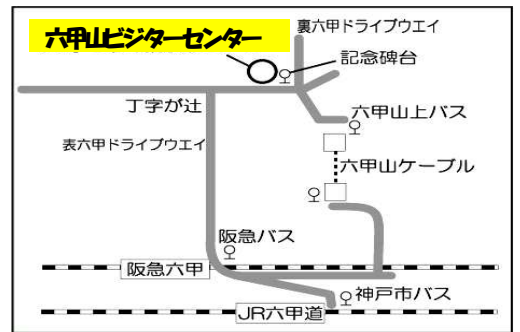 六甲山ビジターセンター
裏六甲ドライブウエイ
記念碑台
丁字が辻
六甲山上バス
表六甲ドライブウエイ
六甲山ケーブル
阪急バス
阪急六甲
神戸市バス
JR六甲道